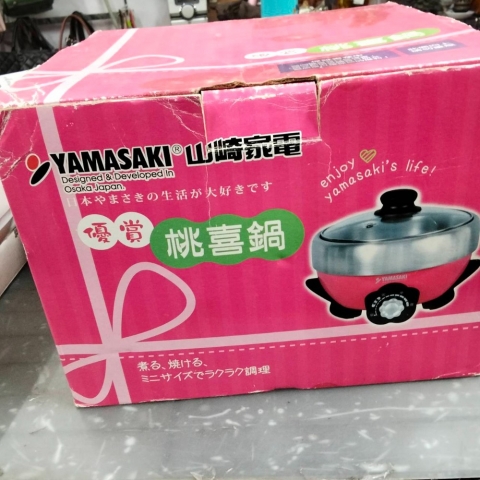 YAMASAKI® 山崎家電
Designed & Developed in
Osaka Japan.
日本やまさきの生活が大好きです
優賞
桃喜鍋
enjoy
yamasaki's life!
YAMASAKI
煮る、焼ける、
ミニサイズでラクラク調理